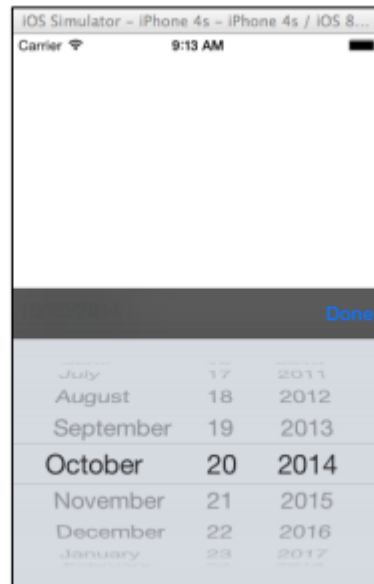 iOS Simulator – iPhone 4s – iPhone 4s / iOS 8...
Carrier 9:13 AM
Done
July 17 2011
August 18 2012
September 19 2013
October 20 2014
November 21 2015
December 22 2016
January 23 2017